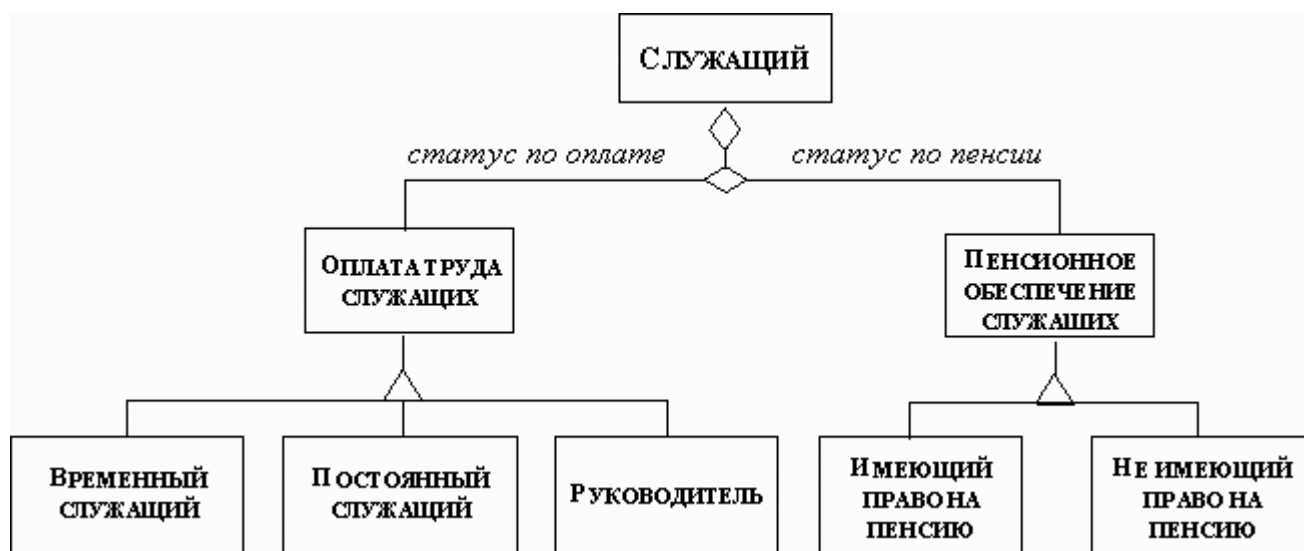 Служащий
статус по оплате
статус по пенсии
Оплата труда
служащих
Пенсионное
обеспечение
служаших
Временный
служащий
Постоянный
служащий
Руководитель
Имеющий
право на
пенсию
Не имеющий
право на
пенсию